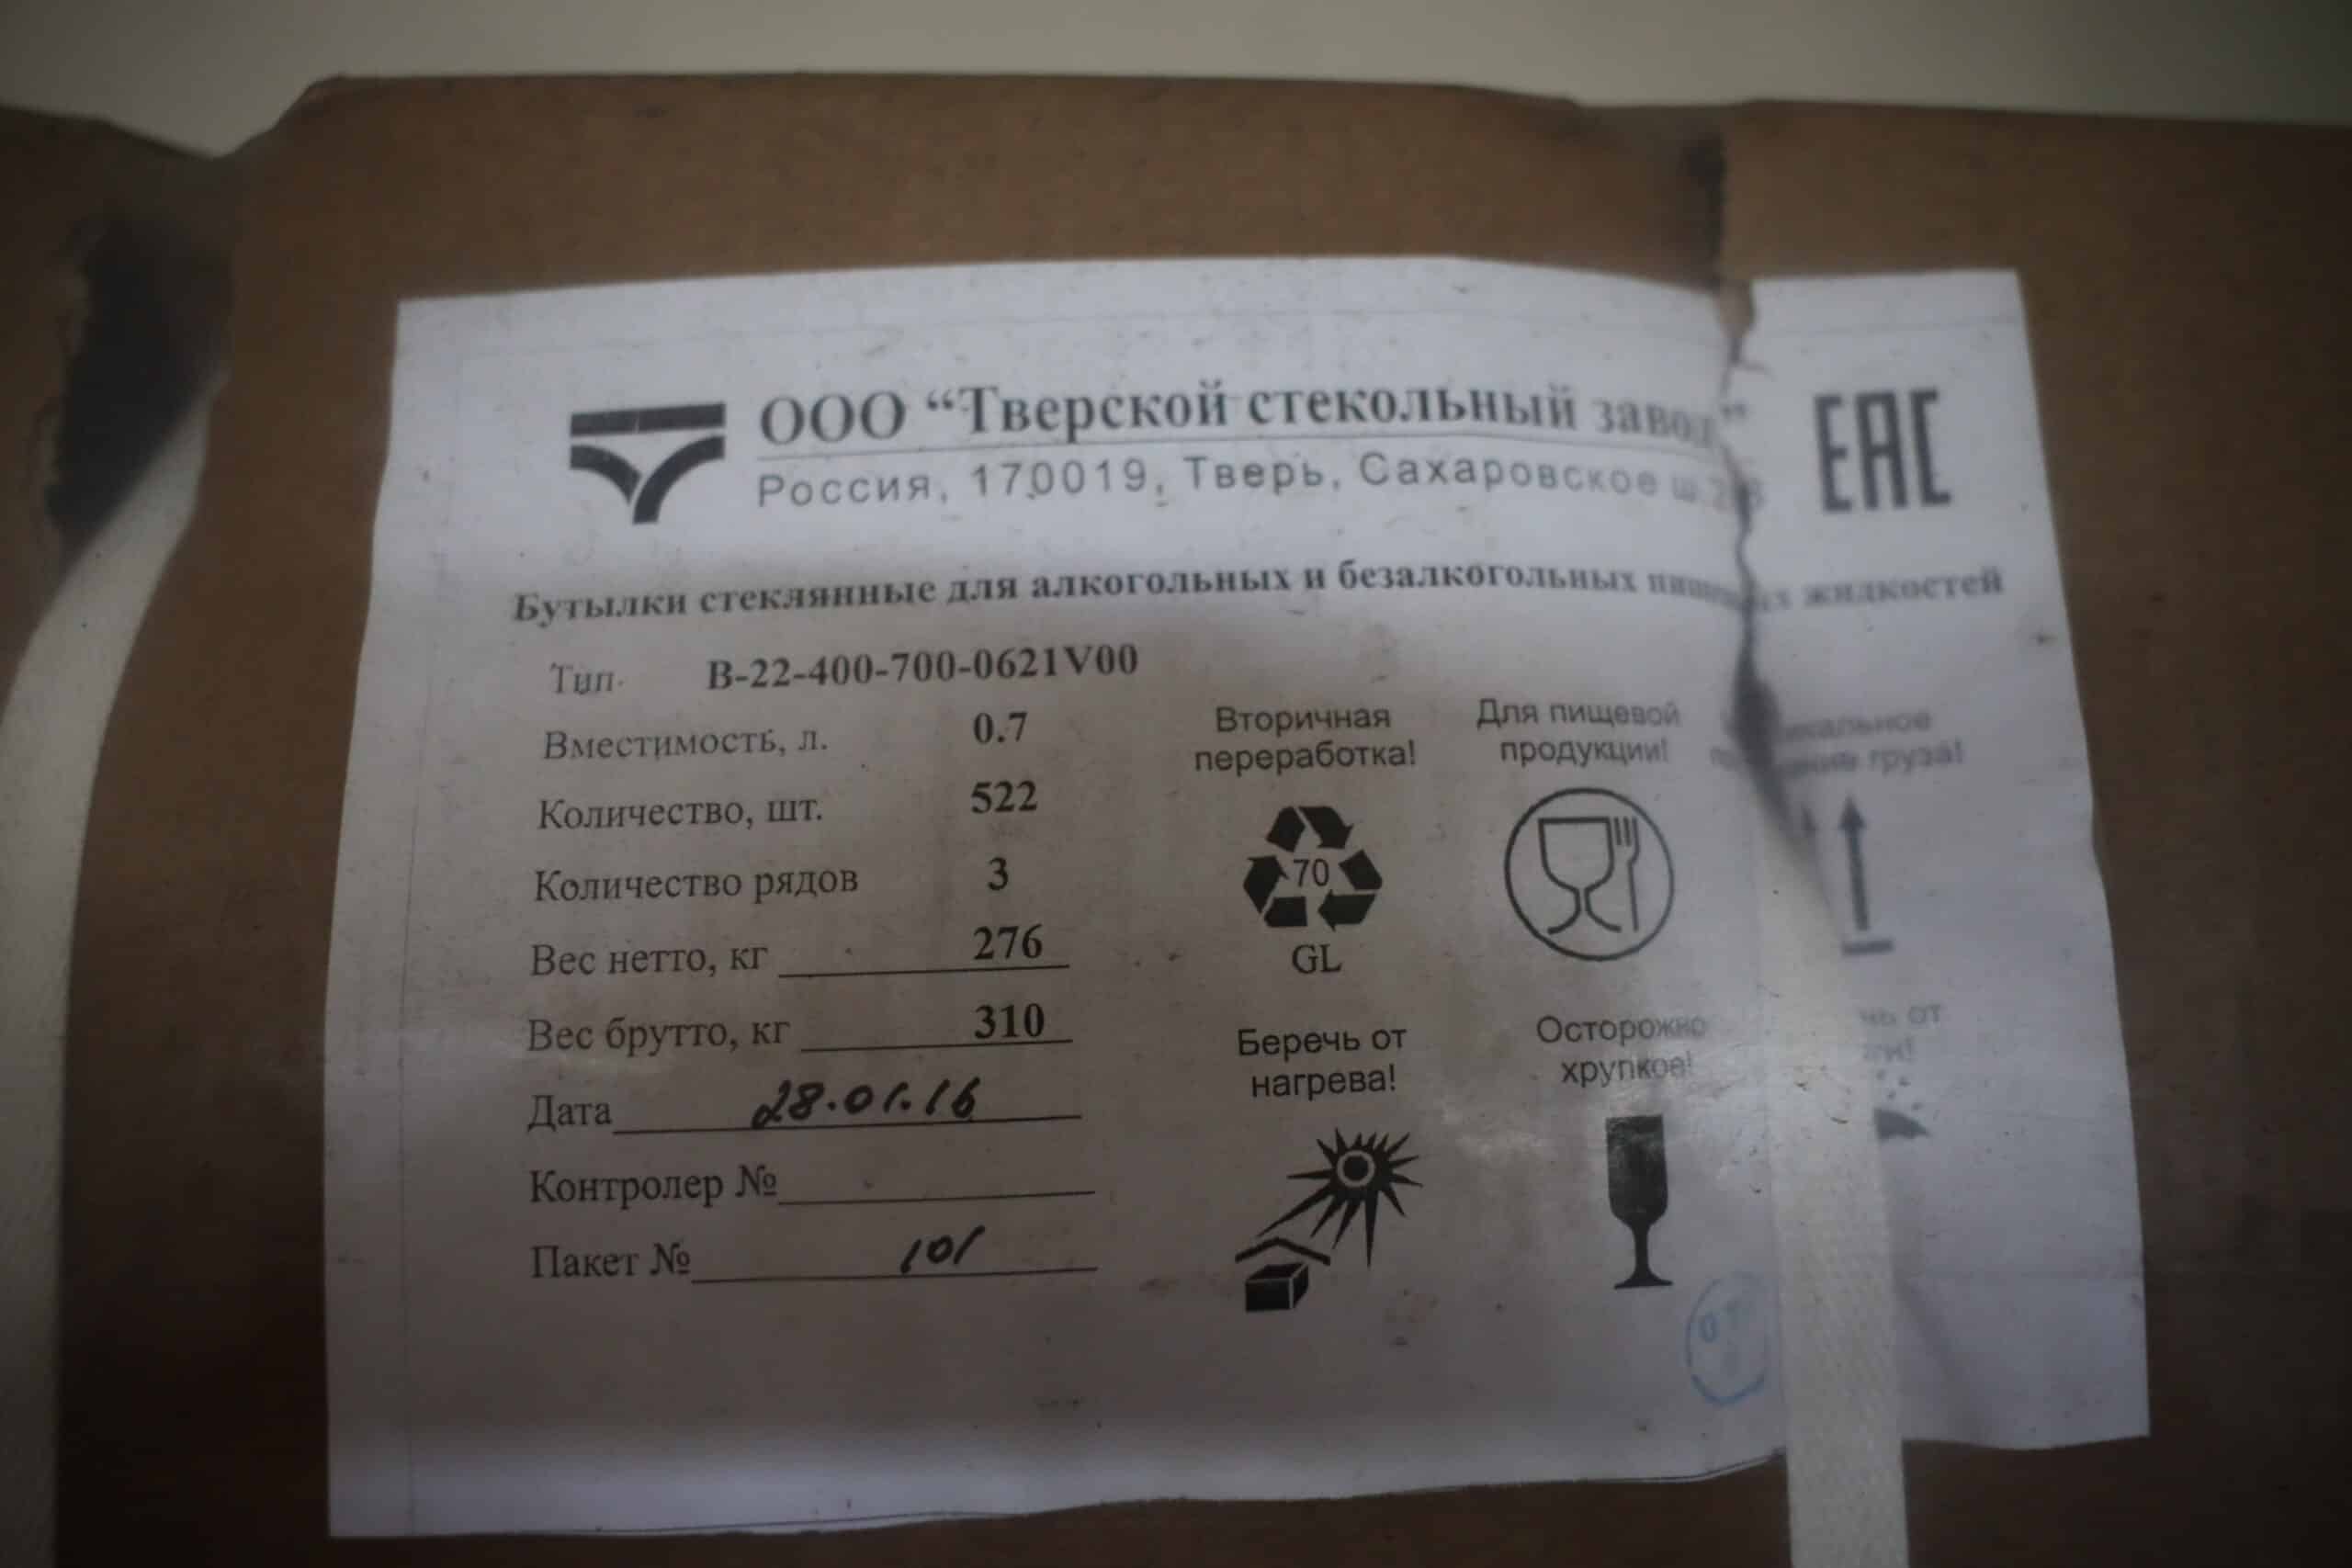 ООО “Тверской стекольный завод”
EAC
Россия, 170019, Тверь, Сахаровское
Бутылки стеклянные для алкогольных и безалкогольных жидкостей
Тип. B-22-400-700-0621V00
Вместимость, л. 0.7
Количество, шт. 522
Количество рядов 3
Вес нетто, кг 276
Вес брутто, кг 310
Дата 28.01.16
Контролер №
Пакет № 101
Вторичная
переработка!
70
GL
Для пищевой
продукции!
груза!
Беречь от
нагрева!
Осторожно
хрупкое!
от